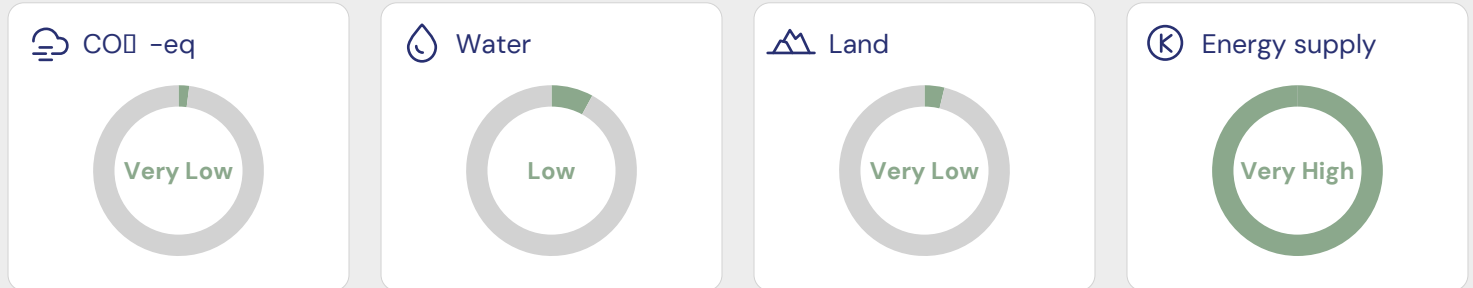 CO▯ -eq
Water
Land
Energy supply
Very Low
Low
Very Low
Very High